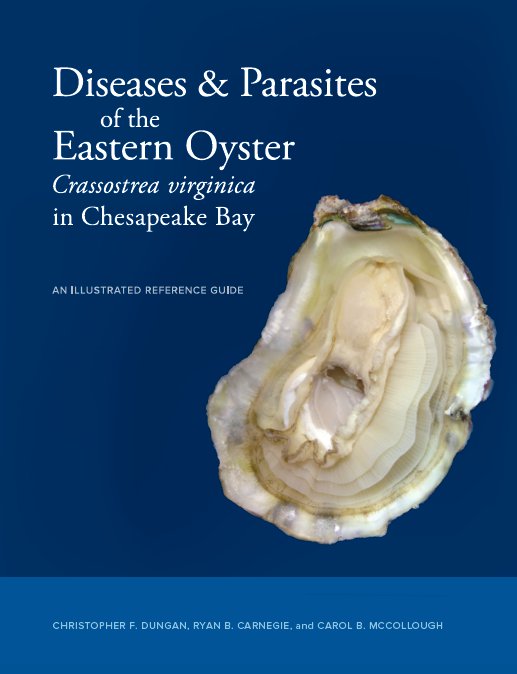 Diseases & Parasites
of the
Eastern Oyster
Crassostrea virginica
in Chesapeake Bay
AN ILLUSTRATED REFERENCE GUIDE
CHRISTOPHER F. DUNGAN, RYAN B. CARNEGIE, and CAROL B. MCCOLLOUGH